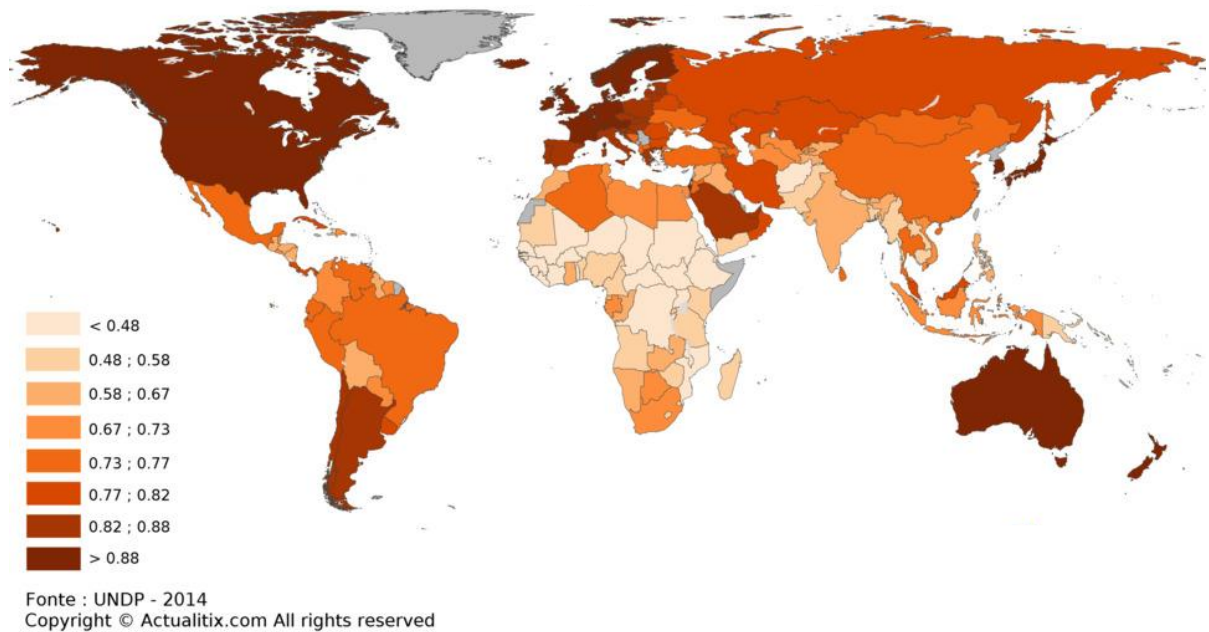 < 0.48
0.48 ; 0.58
0.58 ; 0.67
0.67 ; 0.73
0.73 ; 0.77
0.77 ; 0.82
0.82 ; 0.88
> 0.88
Fonte : UNDP - 2014
Copyright © Actualitix.com All rights reserved